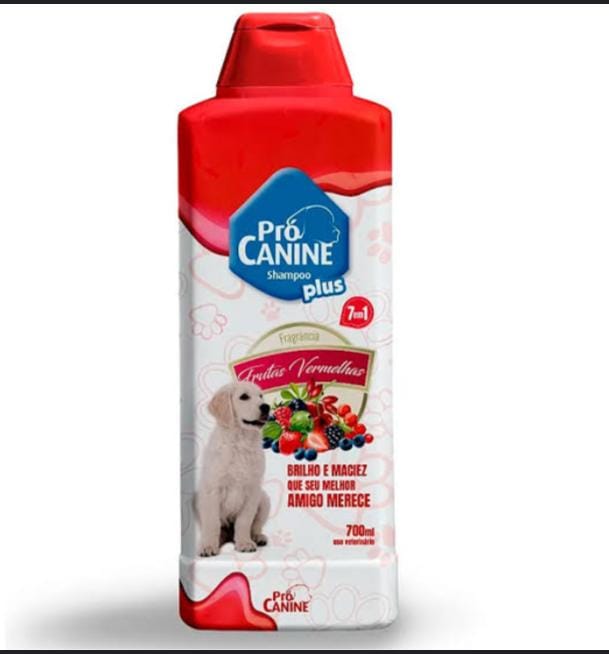 Pró
CANINE
Shampoo
plus
7em1
Fragrância
Frutas Vermelhas
BRILHO E MACIEZ
QUE SEU MELHOR
AMIGO MERECE
700ml
uso veterinário
Pró
CANINE